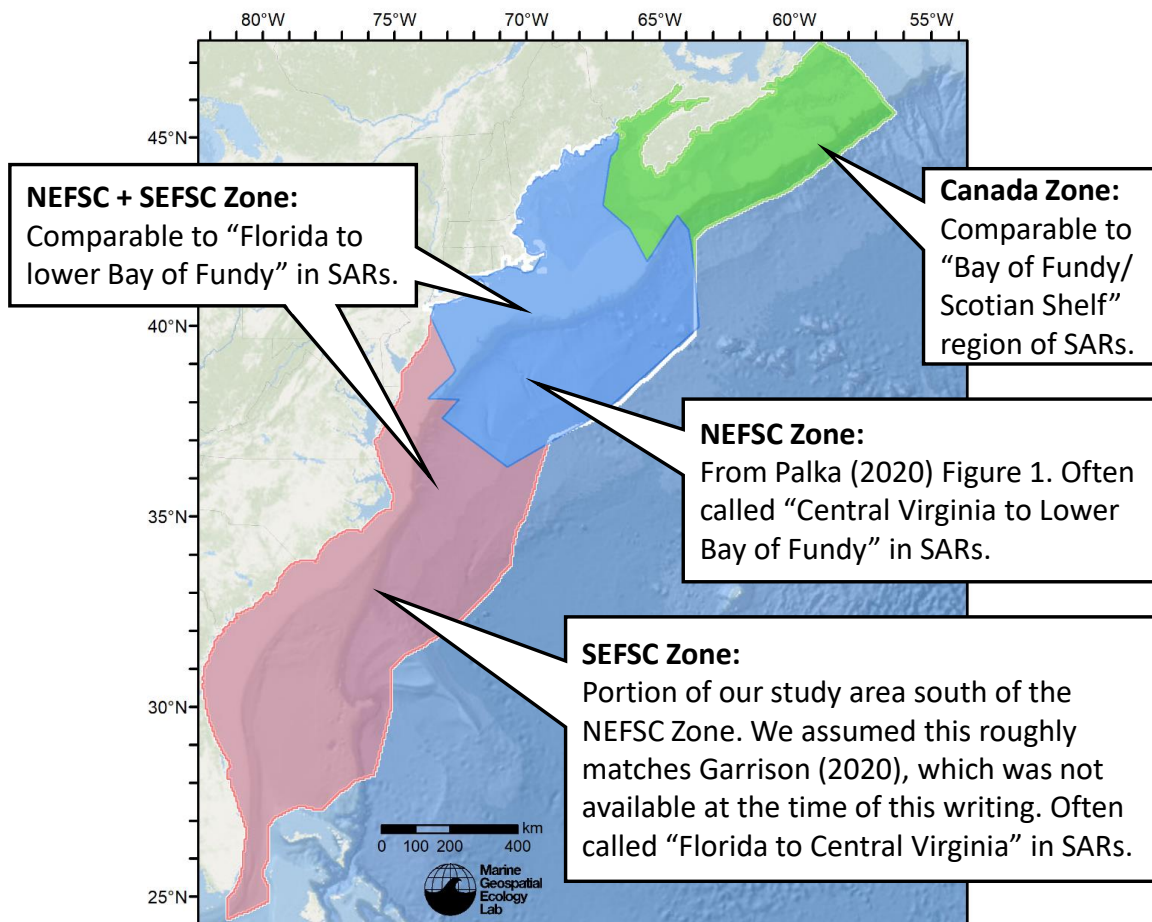 80°W 75°W 70°W 65°W 60°W 55°W
45°N
40°N
35°N
30°N
25°N
NEFSC + SEFSC Zone:
Comparable to “Florida to
lower Bay of Fundy” in SARs.
Canada Zone:
Comparable to
“Bay of Fundy/
Scotian Shelf”
region of SARs.
NEFSC Zone:
From Palka (2020) Figure 1. Often
called “Central Virginia to Lower
Bay of Fundy” in SARs.
SEFSC Zone:
Portion of our study area south of the
NEFSC Zone. We assumed this roughly
matches Garrison (2020), which was not
available at the time of this writing. Often
called “Florida to Central Virginia” in SARs.
km
0 100 200 400
Marine
Geospatial
Ecology
Lab